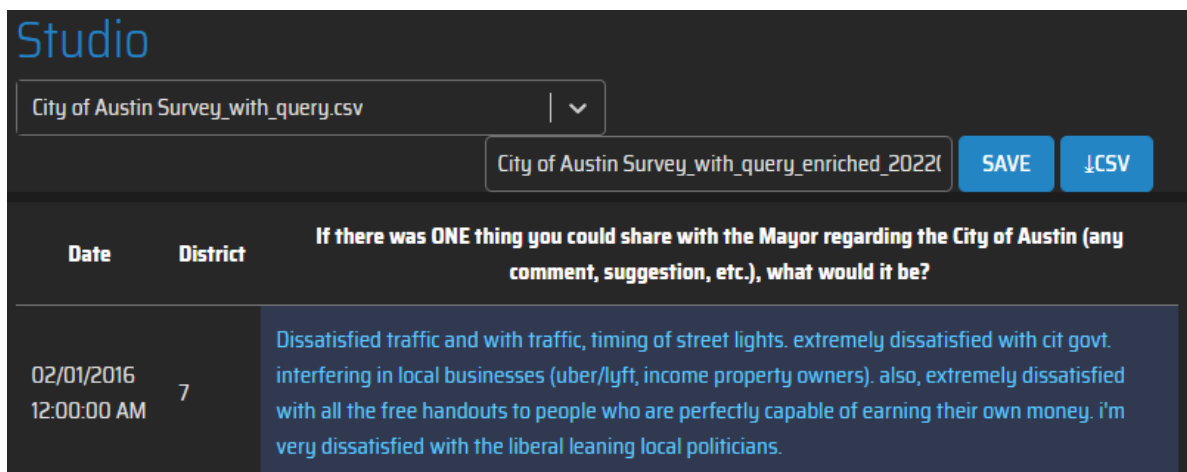 Studio
City of Austin Survey_with_query.csv
City of Austin Survey_with_query_enriched_2022(
SAVE
↓CSV
Date
District
If there was ONE thing you could share with the Mayor regarding the City of Austin (any
comment, suggestion, etc.), what would it be?
02/01/2016
12:00:00 AM
7
Dissatisfied traffic and with traffic, timing of street lights. extremely dissatisfied with cit govt.
interfering in local businesses (uber/lyft, income property owners). also, extremely dissatisfied
with all the free handouts to people who are perfectly capable of earning their own money. i'm
very dissatisfied with the liberal leaning local politicians.